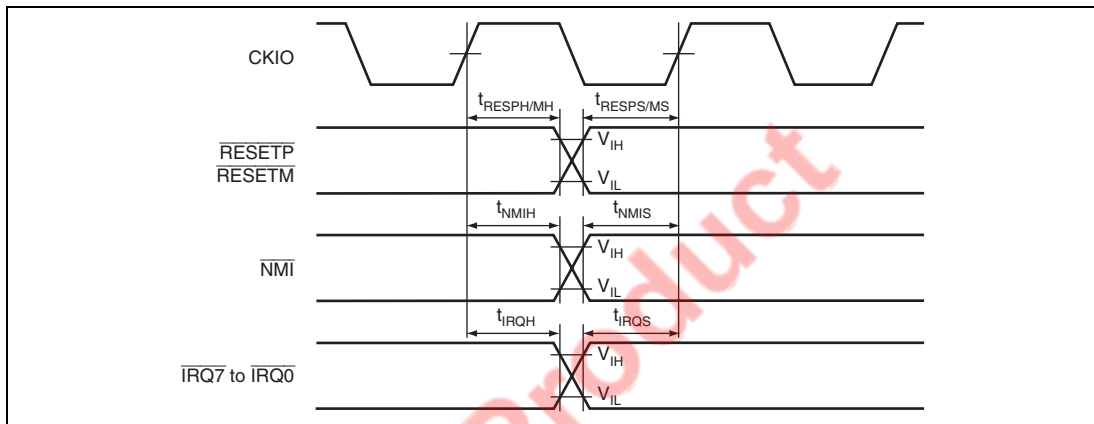 CKIO
tRESPH/MH tRESPS/MS
RESETP
RESETM
VIH
VIL
tNMIH tNMIS
NMI
VIH
VIL
tIRQH tIRQS
IRQ7 to IRQ0
VIH
VIL
Product